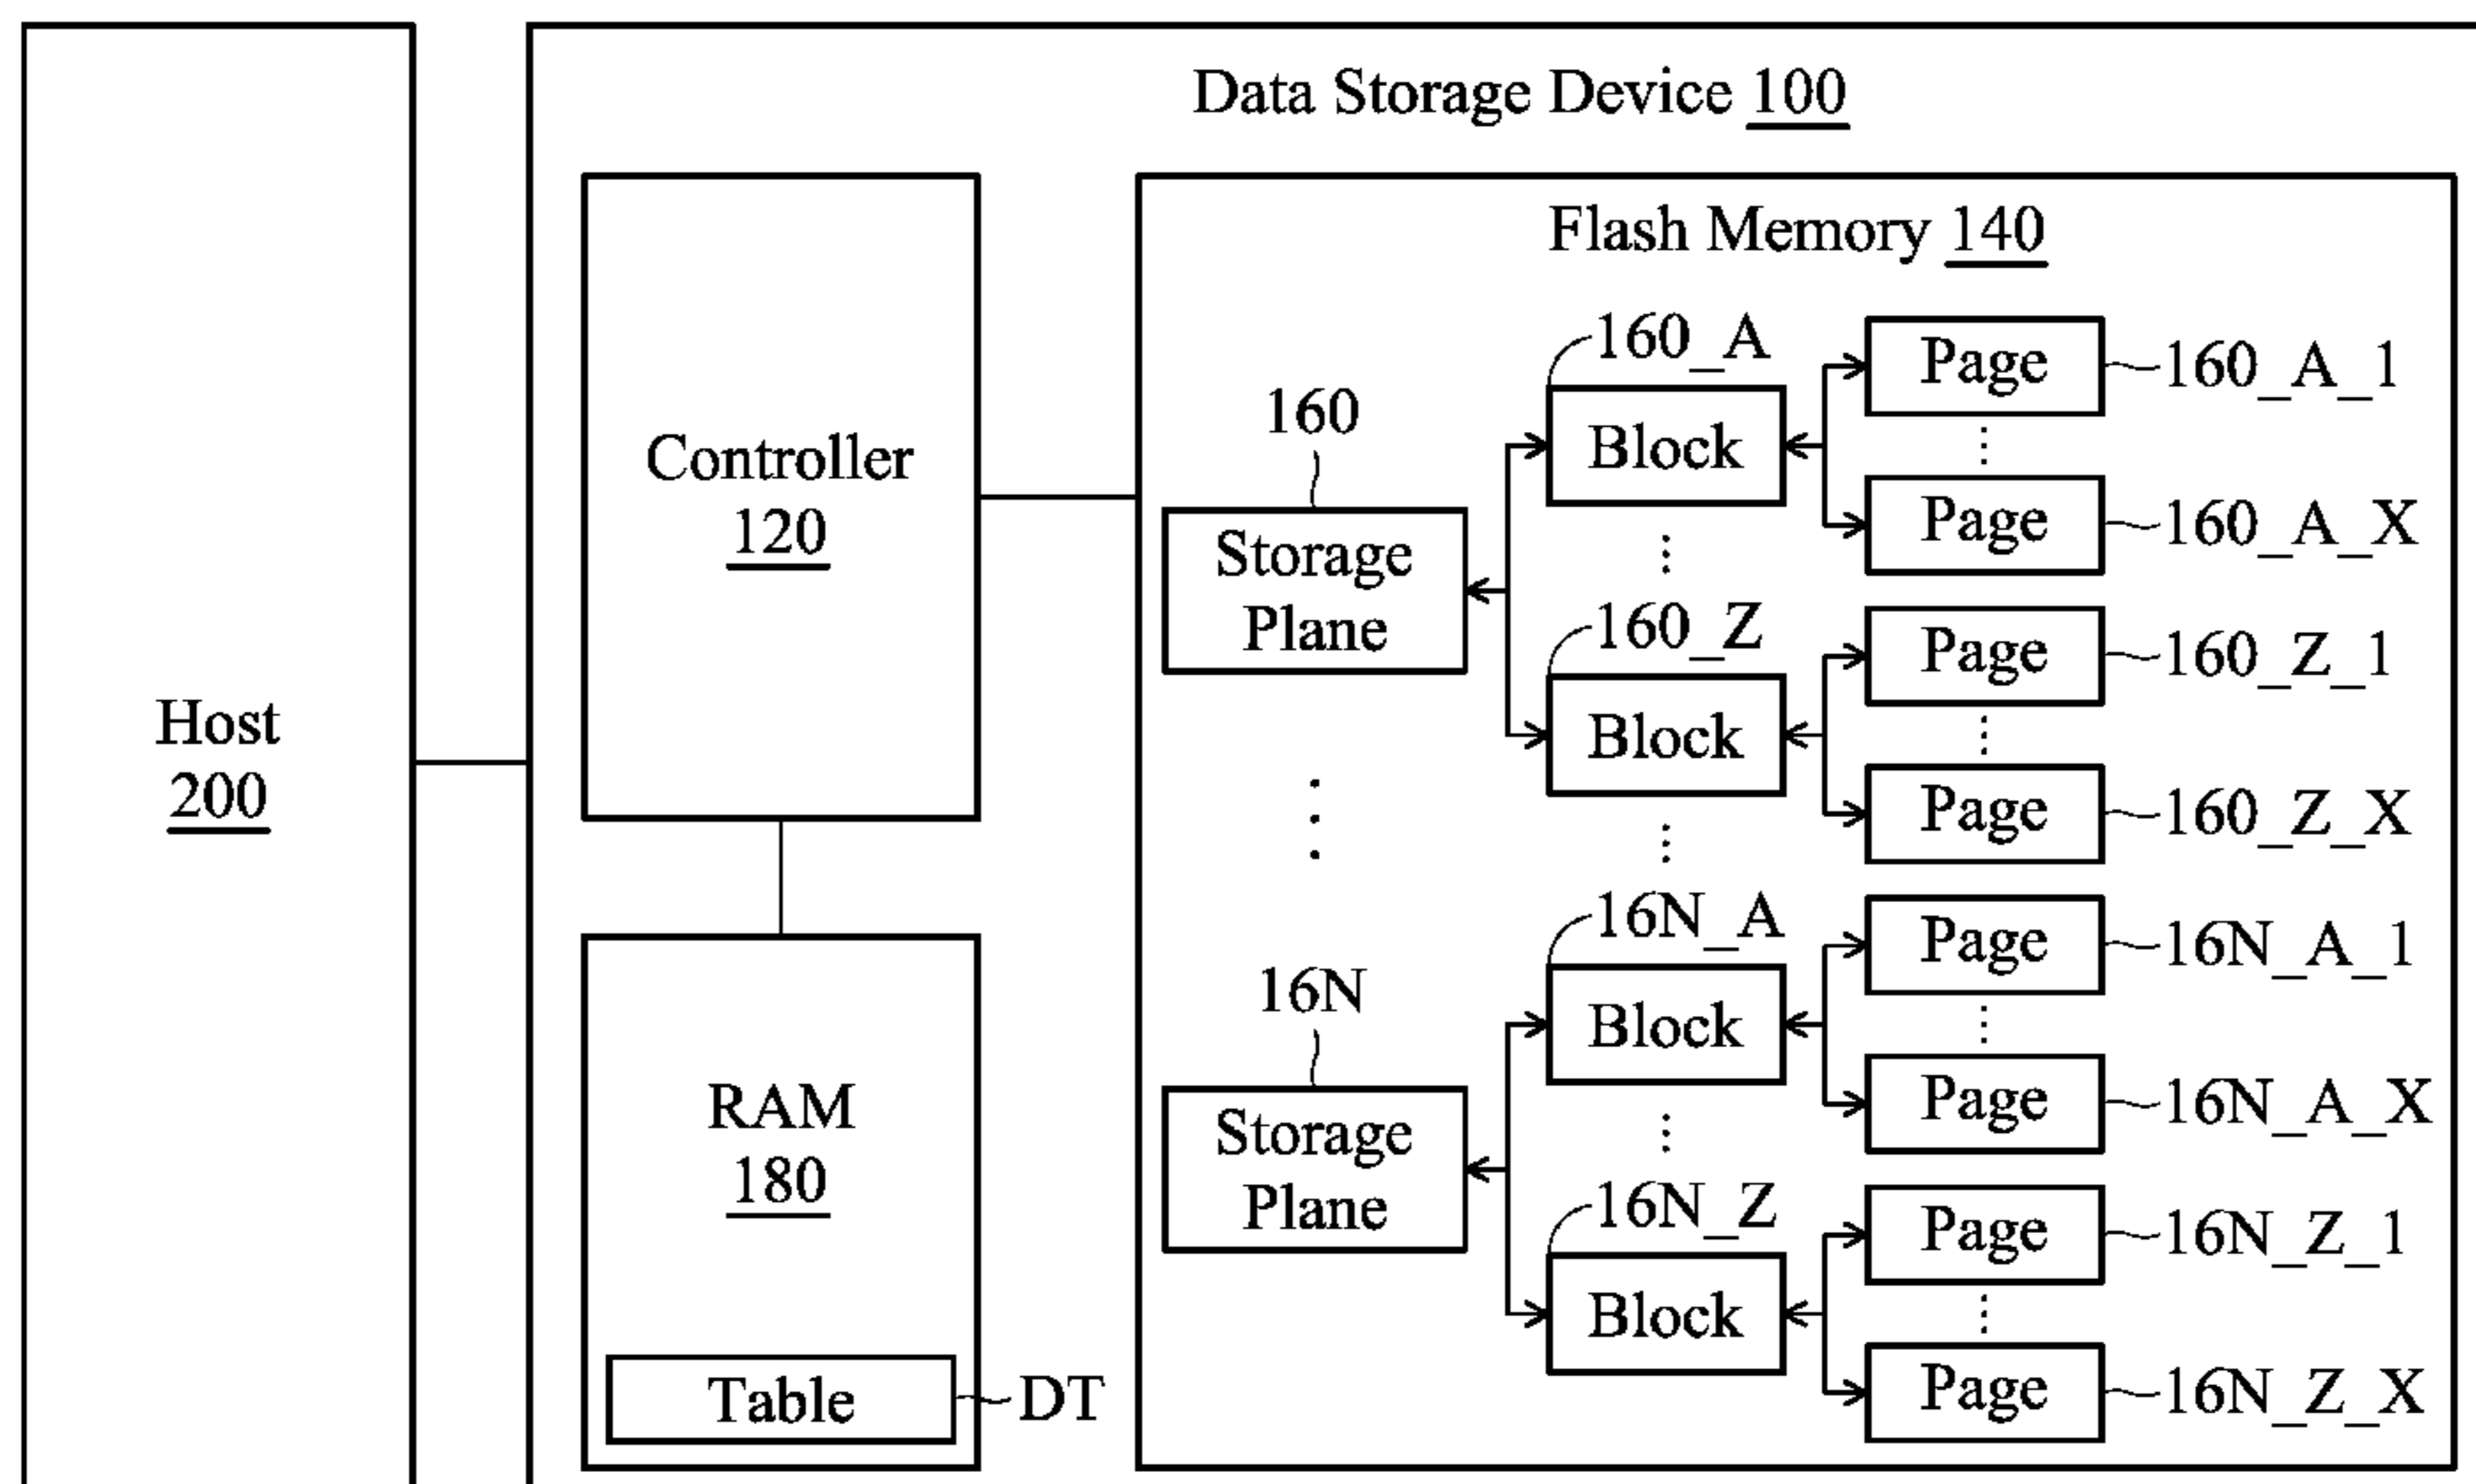 Data Storage Device 100
Host
200
Controller
120
RAM
180
Table
DT
Flash Memory 140
160
Storage
Plane
160_A
Block
Page
160_A_1
Page
160_A_X
160_Z
Block
Page
160_Z_1
Page
160_Z_X
16N
Storage
Plane
16N_A
Block
Page
16N_A_1
Page
16N_A_X
16N_Z
Block
Page
16N_Z_1
Page
16N_Z_X